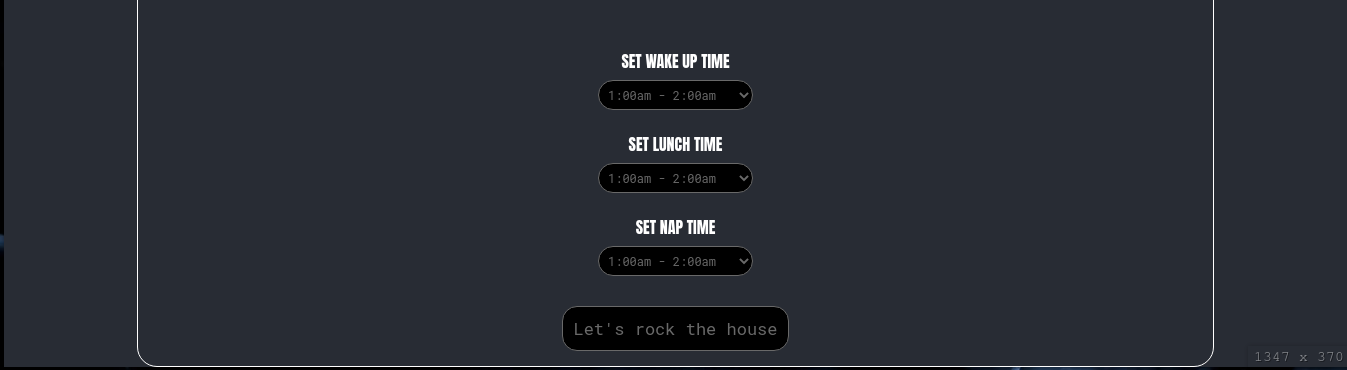 SET WAKE UP TIME
1:00am - 2:00am
SET LUNCH TIME
1:00am - 2:00am
SET NAP TIME
1:00am - 2:00am
Let's rock the house
1347 x 370